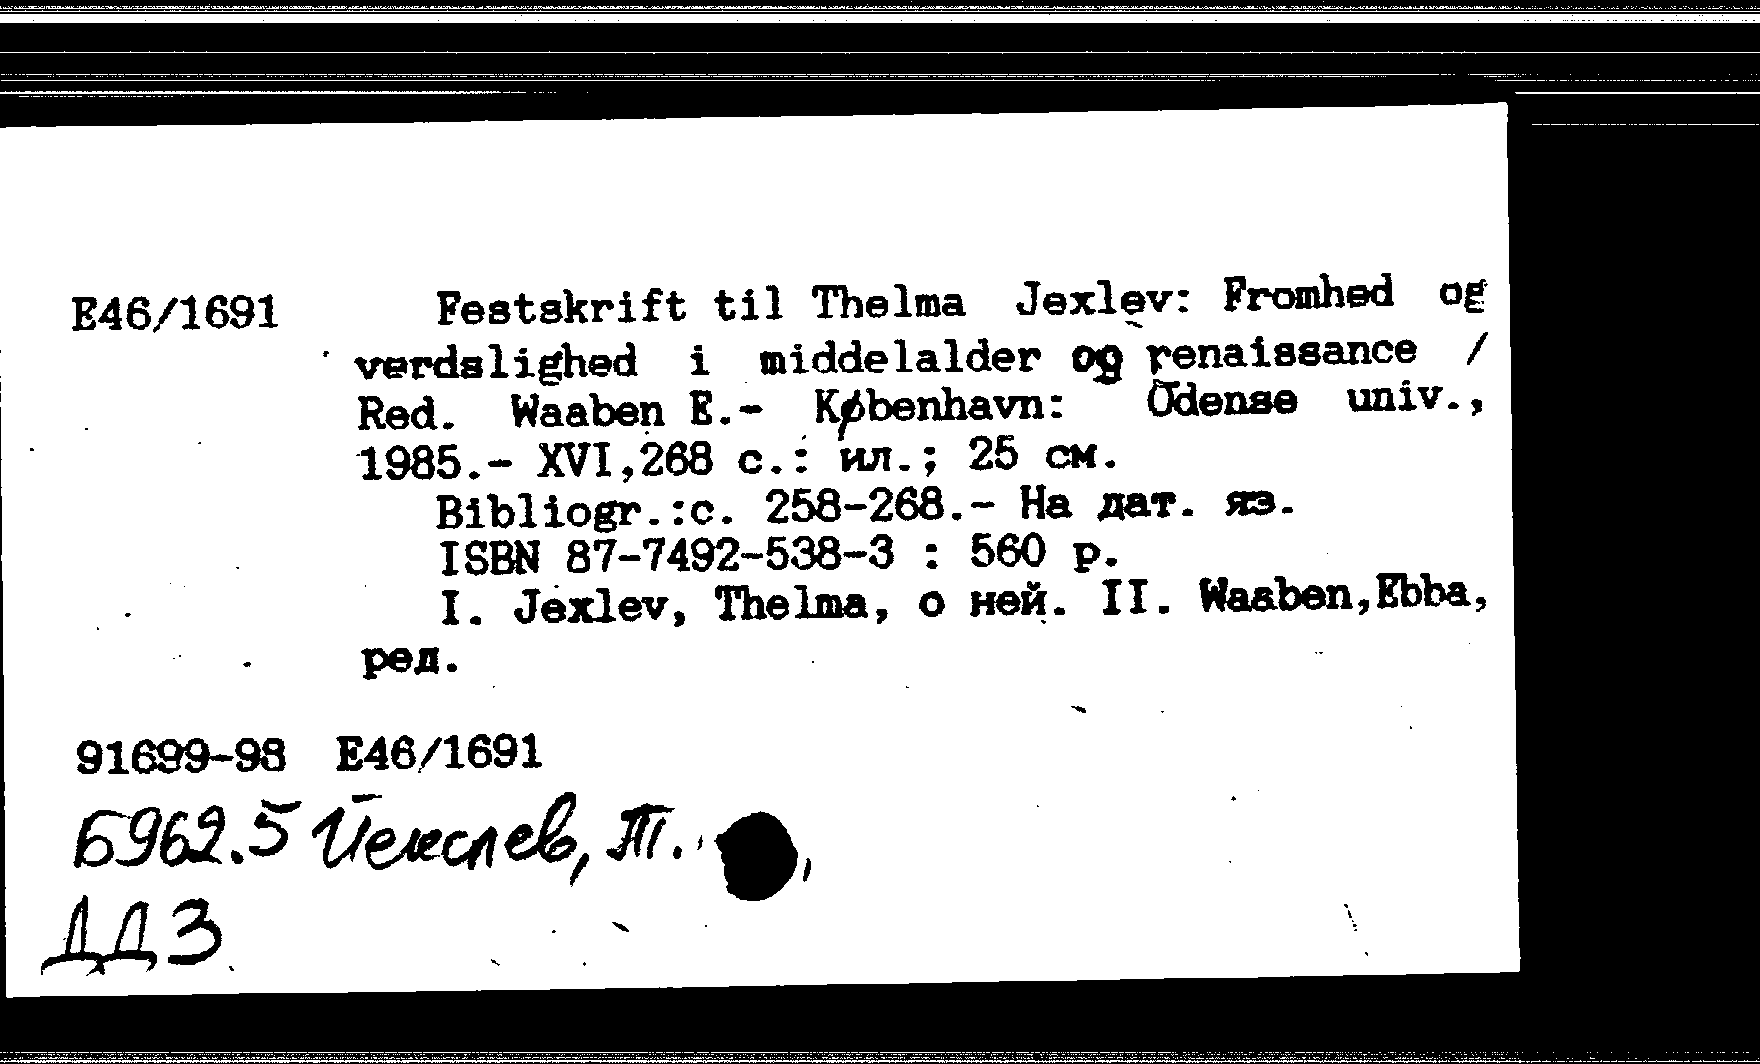 E46/1691 Festskrift til Thelma Jexlev: Fromhed og
verdslighed i middelalder og renaissance /
Red. Waaben E.- København: Odense univ.,
1985.- XVI,268 с.: ил.; 25 см.
Bibliogr.:с. 258-268.- На дат. яз.
ISBN 87-7492-538-3 : 560 р.
I. Jexlev, Thelma, о ней. II. Waaben,Ebba,
ред.
91699-98 E46/1691
Б962.5 Йекслев, Т.
ДДЗ